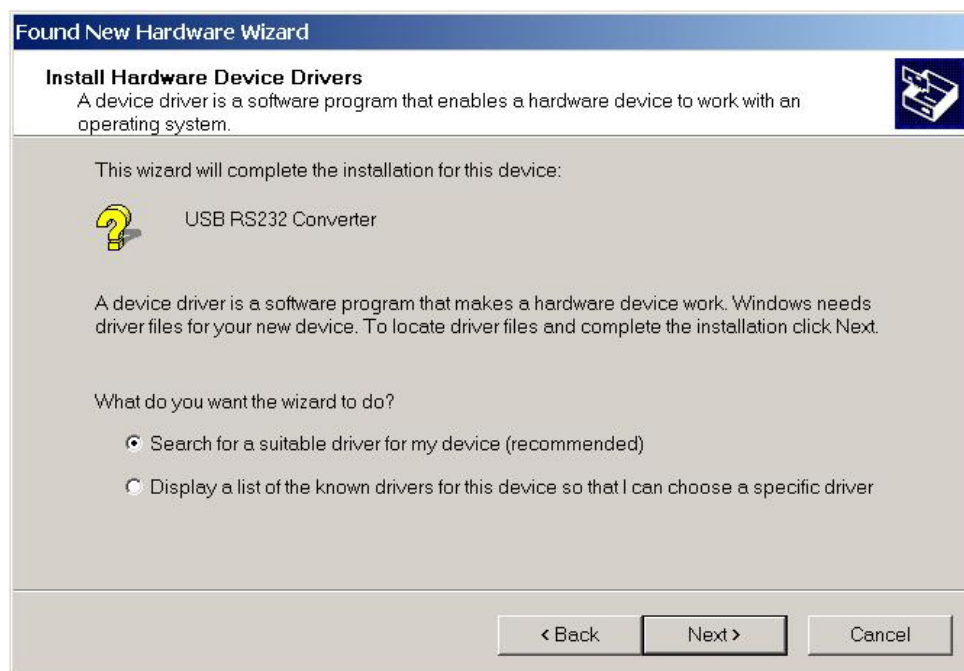 Found New Hardware Wizard
Install Hardware Device Drivers
A device driver is a software program that enables a hardware device to work with an
operating system.
This wizard will complete the installation for this device:
USB RS232 Converter
A device driver is a software program that makes a hardware device work. Windows needs
driver files for your new device. To locate driver files and complete the installation click Next.
What do you want the wizard to do?
Search for a suitable driver for my device (recommended)
Display a list of the known drivers for this device so that I can choose a specific driver
< Back Next > Cancel